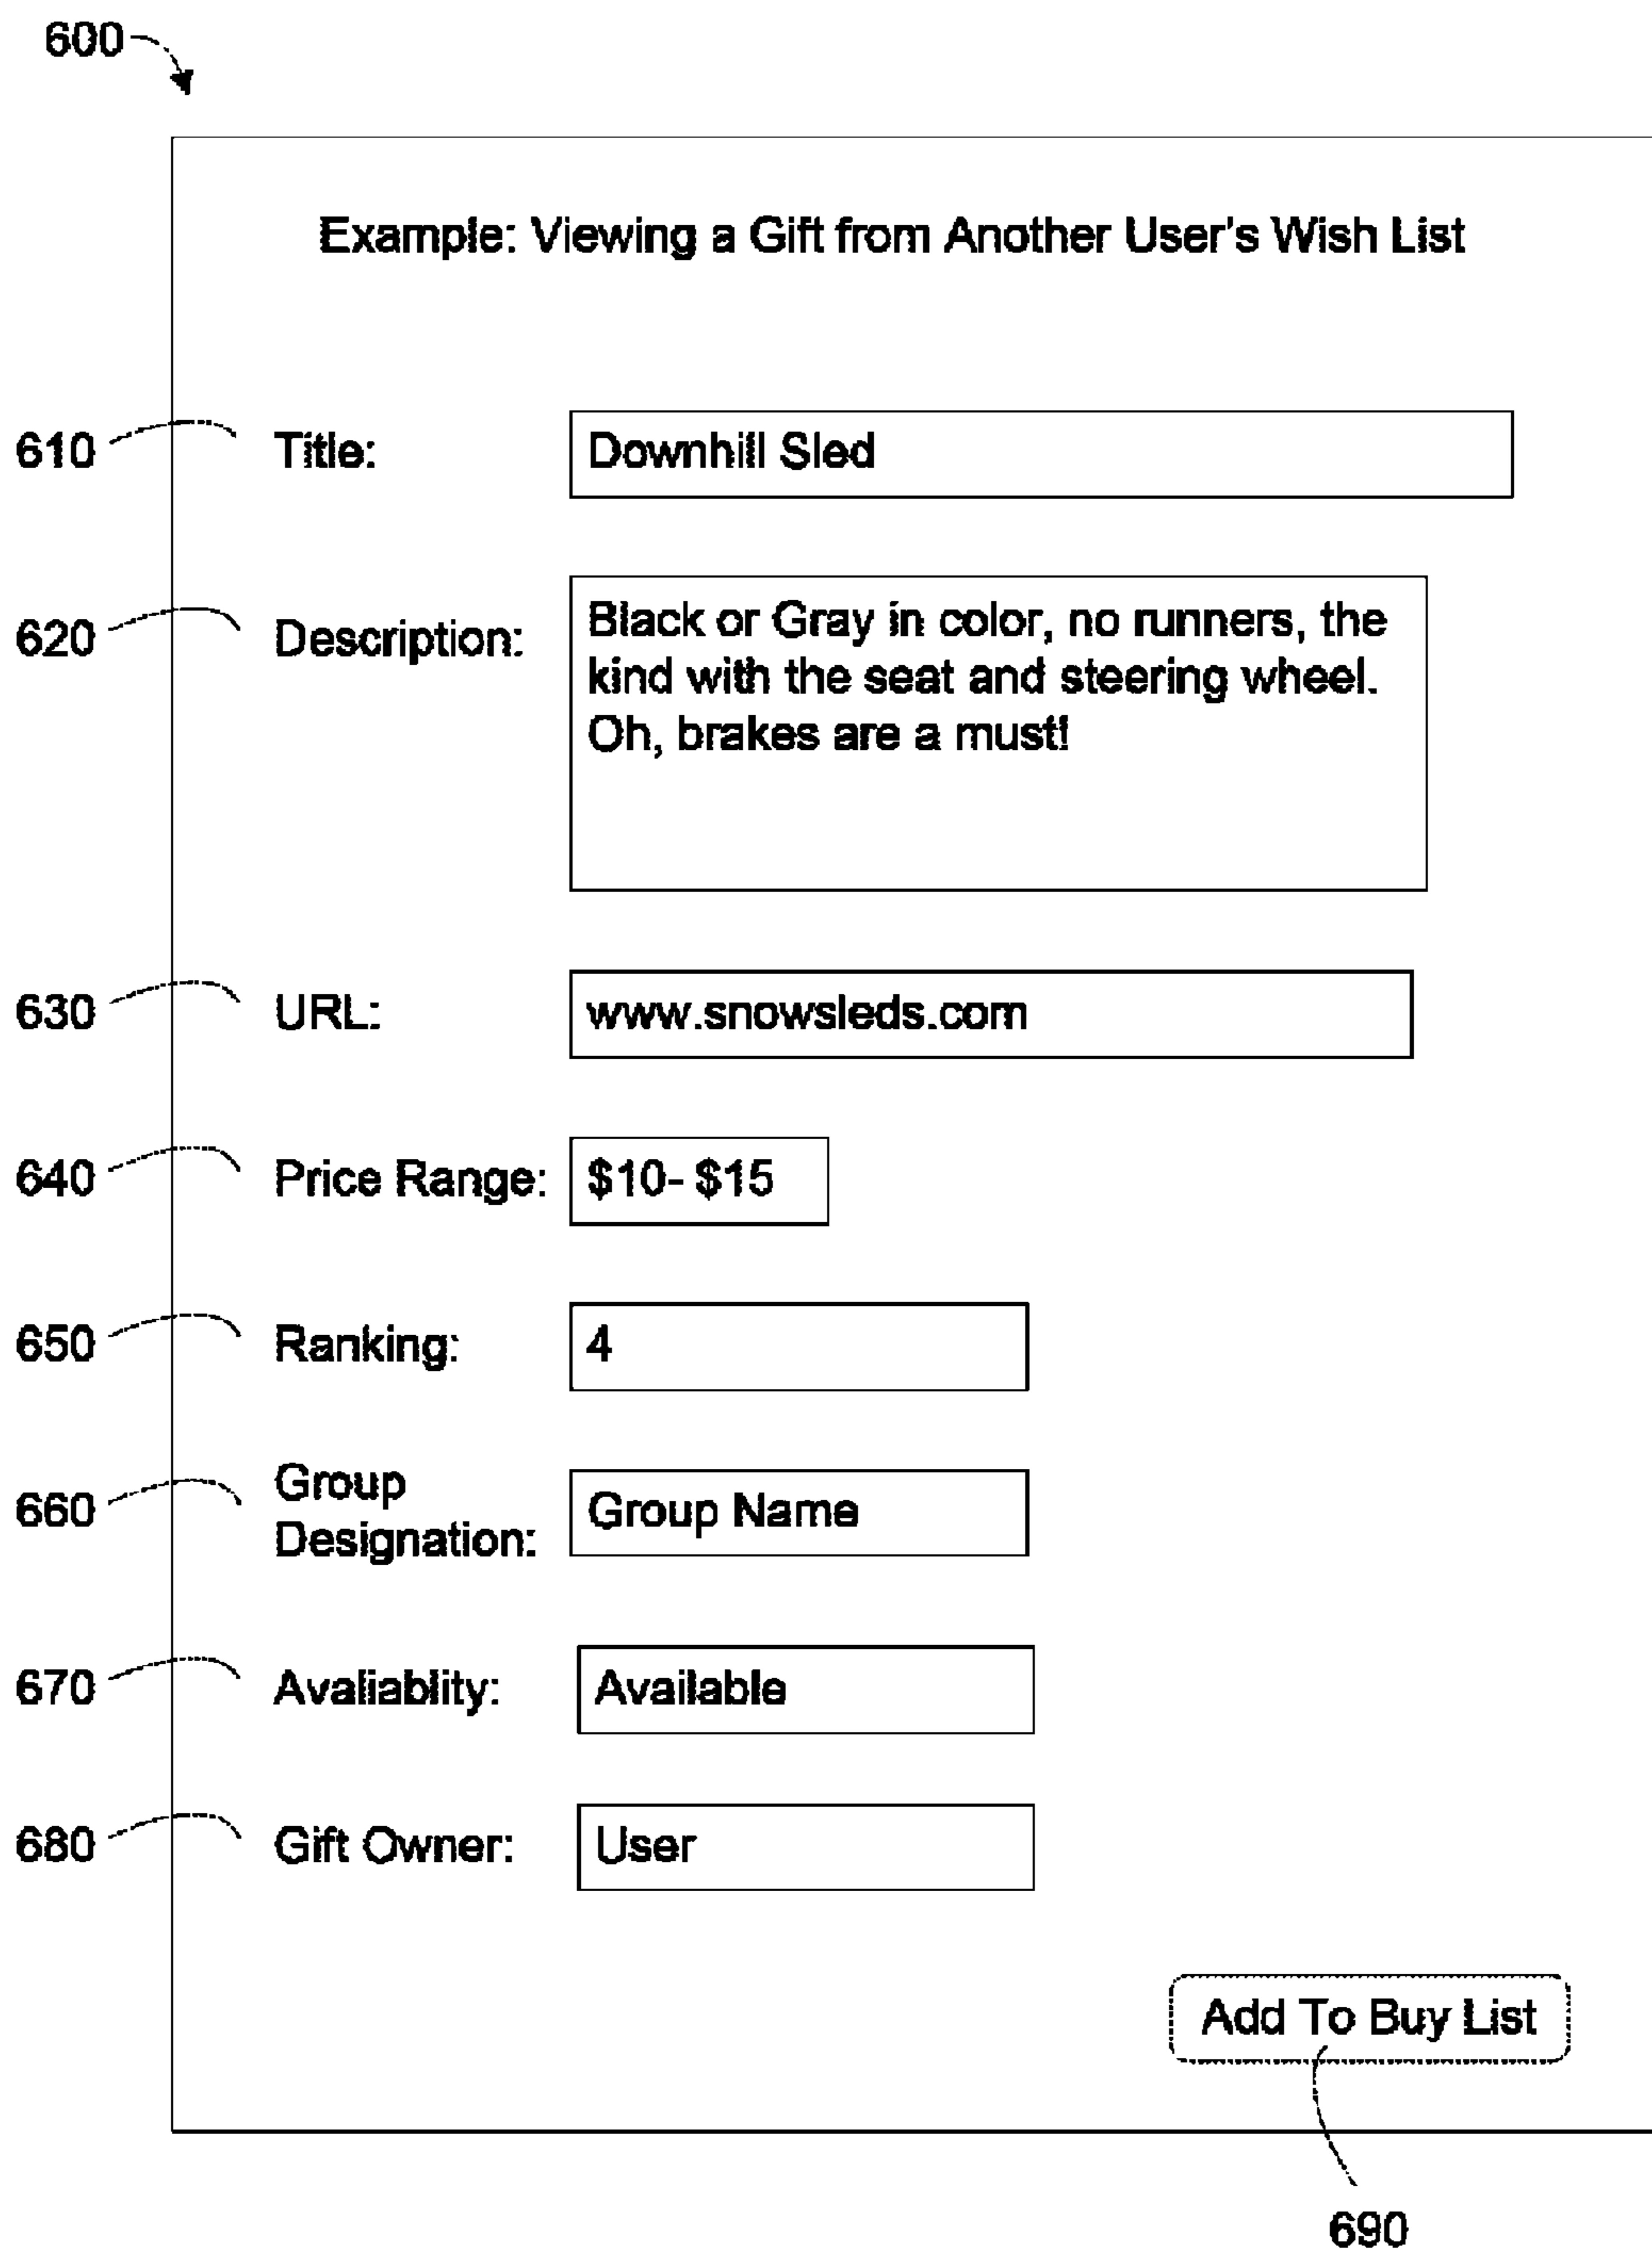 600
Example: Viewing a Gift from Another User's Wish List
610 Title: Downhill Sled
620 Description: Black or Gray in color, no runners, the
kind with the seat and steering wheel.
Oh, brakes are a must!
630 URL: www.snowsleds.com
640 Price Range: $10- $15
650 Ranking: 4
660 Group Designation: Group Name
670 Avaliablity: Available
680 Gift Owner: User
Add To Buy List
690